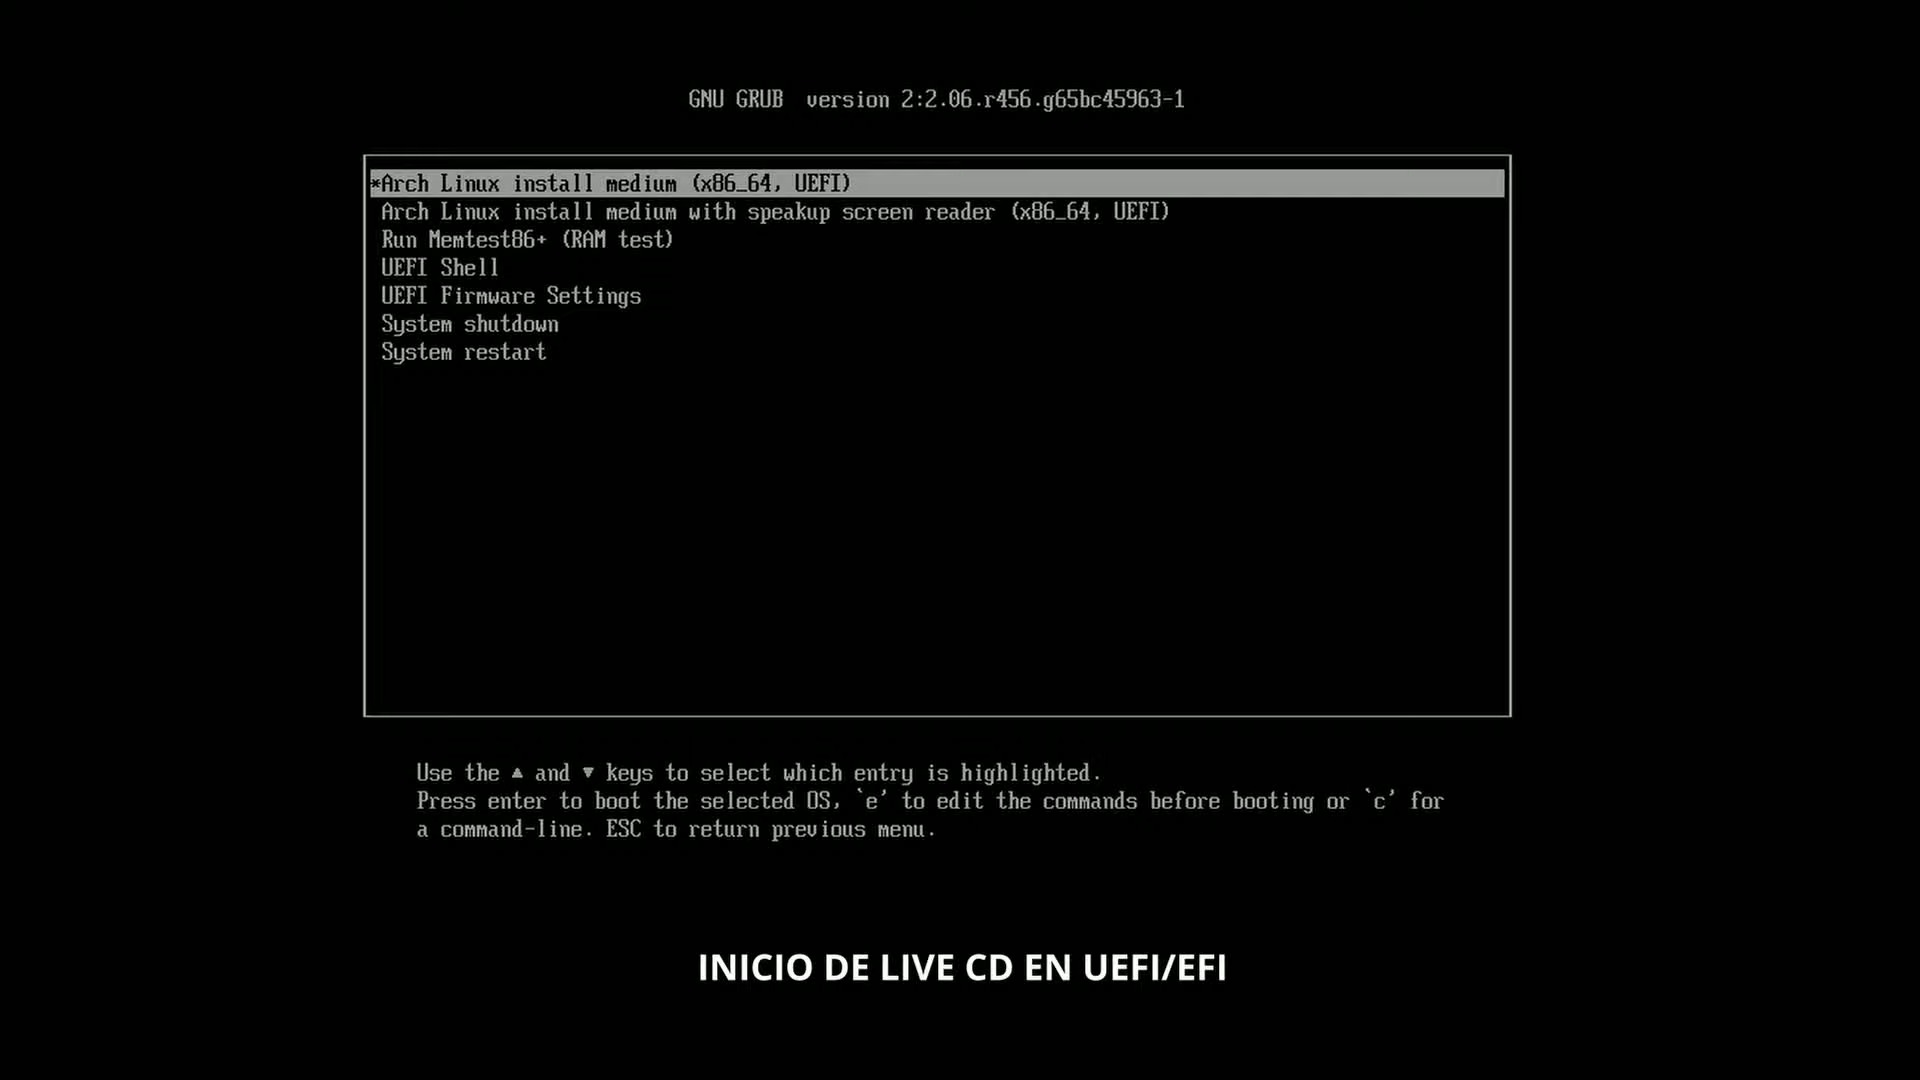 GNU GRUB  version 2:2.06.r456.g65bc45963-1
*Arch Linux install medium (x86_64, UEFI)
Arch Linux install medium with speakup screen reader (x86_64, UEFI)
Run Memtest86+ (RAM test)
UEFI Shell
UEFI Firmware Settings
System shutdown
System restart
Use the ▲ and ▼ keys to select which entry is highlighted.
Press enter to boot the selected OS, `e' to edit the commands before booting or `c' for
a command-line. ESC to return previous menu.
INICIO DE LIVE CD EN UEFI/EFI